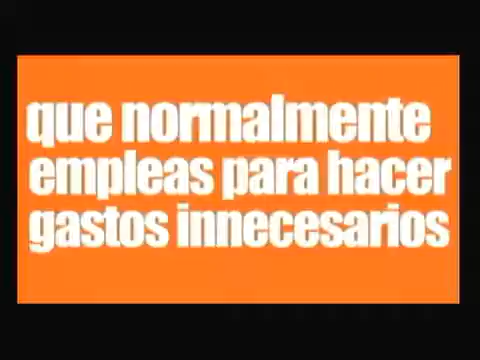 que normalmente
empleas para hacer
gastos innecesarios